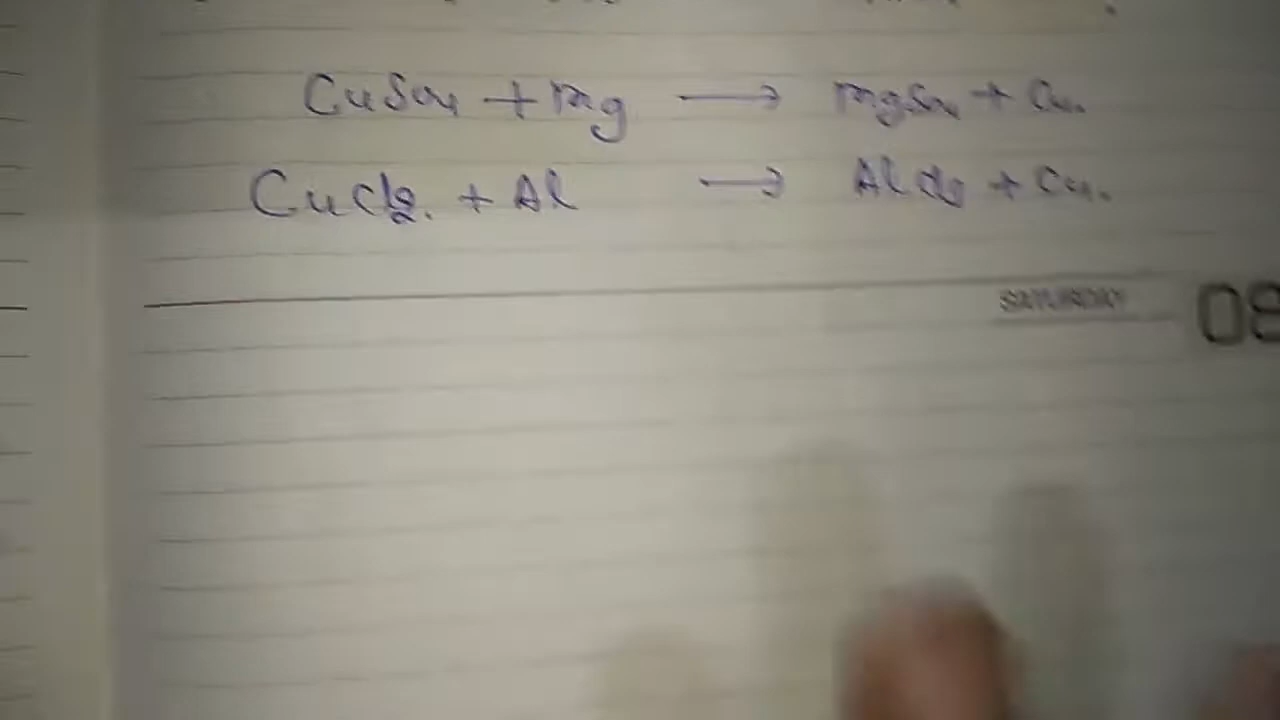 CuSO4 + Mg → MgSO4 + Cu.
CuCl2. + Al → AlCl3 + Cu.
SATURDAY 08